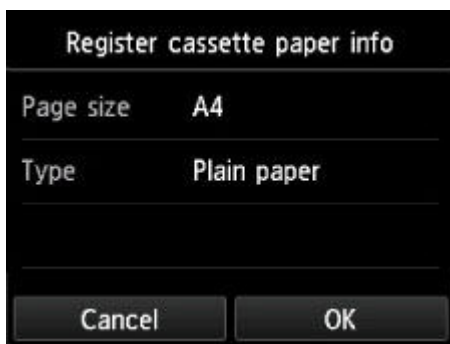 Register cassette paper info
Page size A4
Type Plain paper
Cancel OK